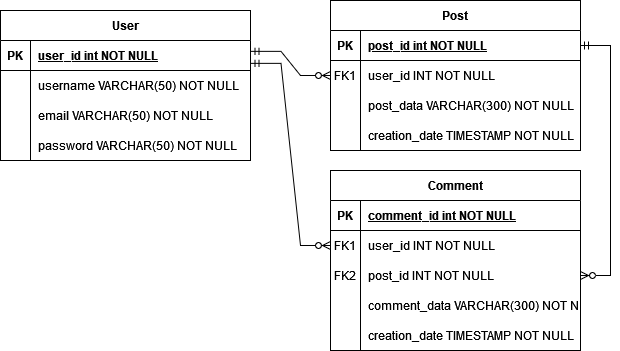 User
PK user_id int NOT NULL
username VARCHAR(50) NOT NULL
email VARCHAR(50) NOT NULL
password VARCHAR(50) NOT NULL
Post
PK post_id int NOT NULL
FK1 user_id INT NOT NULL
post_data VARCHAR(300) NOT NULL
creation_date TIMESTAMP NOT NULL
Comment
PK comment_id int NOT NULL
FK1 user_id INT NOT NULL
FK2 post_id INT NOT NULL
comment_data VARCHAR(300) NOT N
creation_date TIMESTAMP NOT NULL